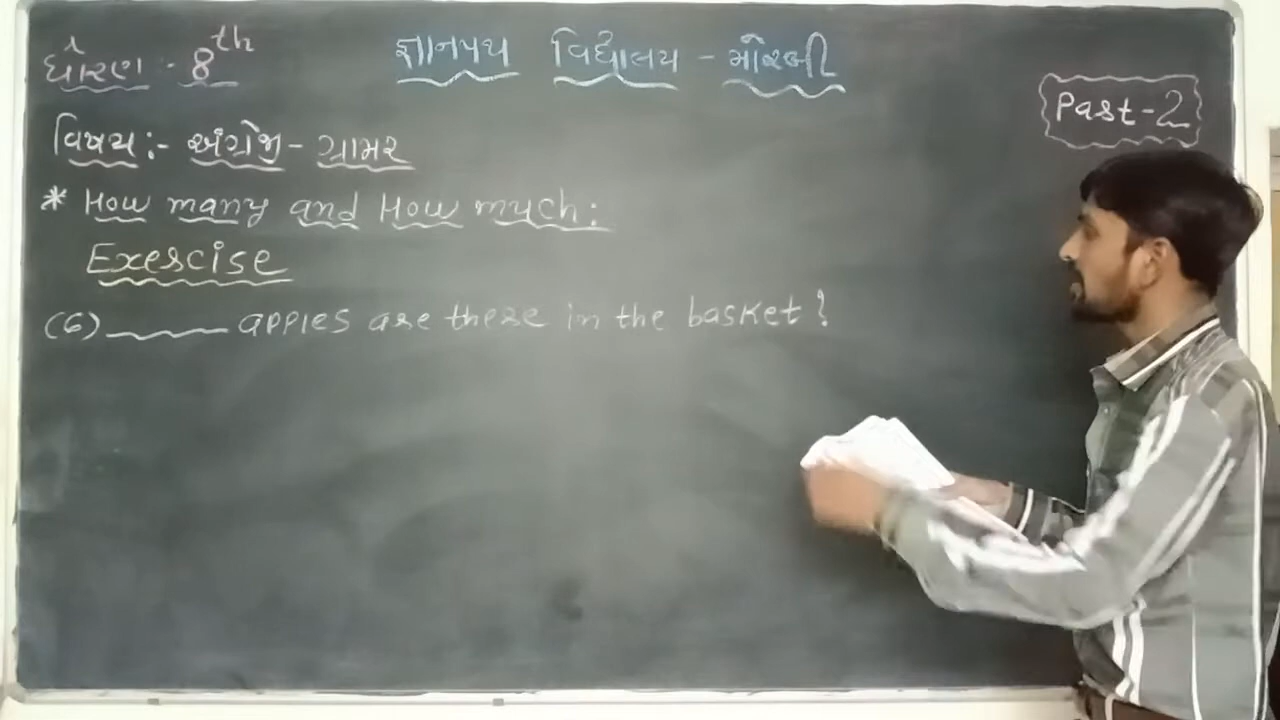 ધોરણ :- 8th
જ્ઞાનપથ વિદ્યાલય - મોરબી
Part-2
વિષય:- અંગ્રેજી - ગ્રામર
* How many and How much:
Exercise
(6) ______ apples are there in the basket?